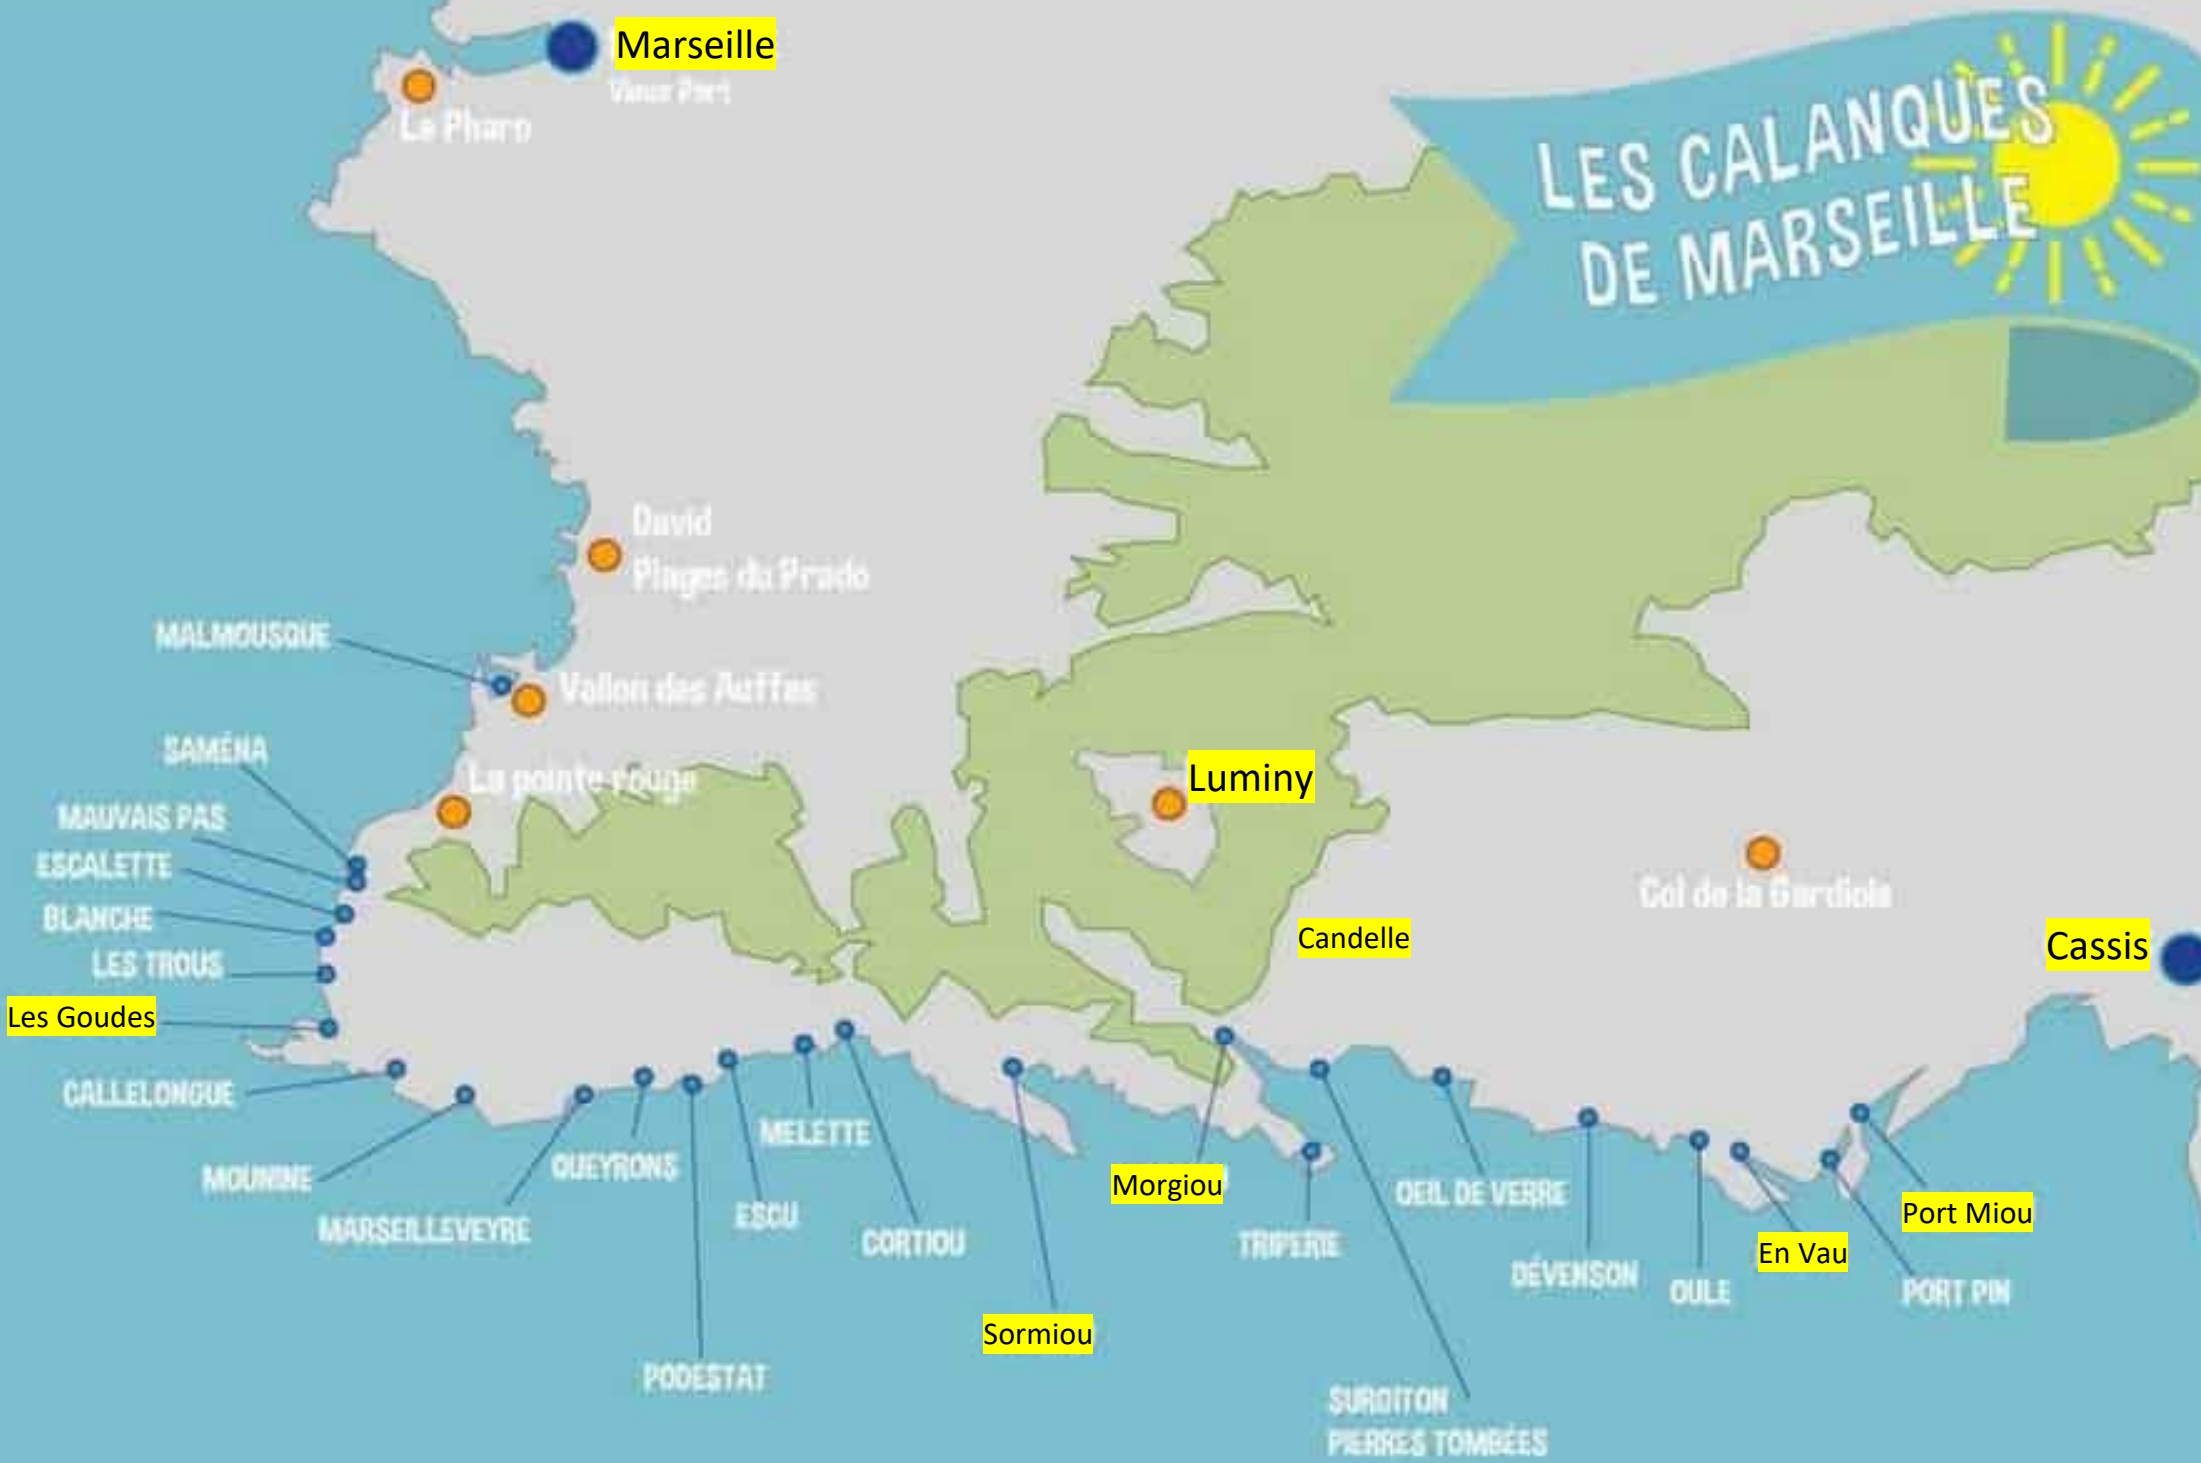 Marseille
Vieux Port
Le Pharo
LES CALANQUES
DE MARSEILLE
David
Plages du Prado
MALMOUSQUE
Vallon des Auffes
SAMÉNA
La pointe rouge
Luminy
MAUVAIS PAS
ESCALETTE
BLANCHE
LES TROUS
Les Goudes
CALLELONGUE
Col de la Gardiole
Candelle
Cassis
MOUNINE
MARSEILLEVEYRE
QUEYRONS
PODESTAT
ESCU
MELETTE
CORTIOU
Sormiou
Morgiou
TRIPERIE
SUGITON
PIERRES TOMBÉES
OEIL DE VERRE
DÉVENSON
OULE
En Vau
PORT PIN
Port Miou